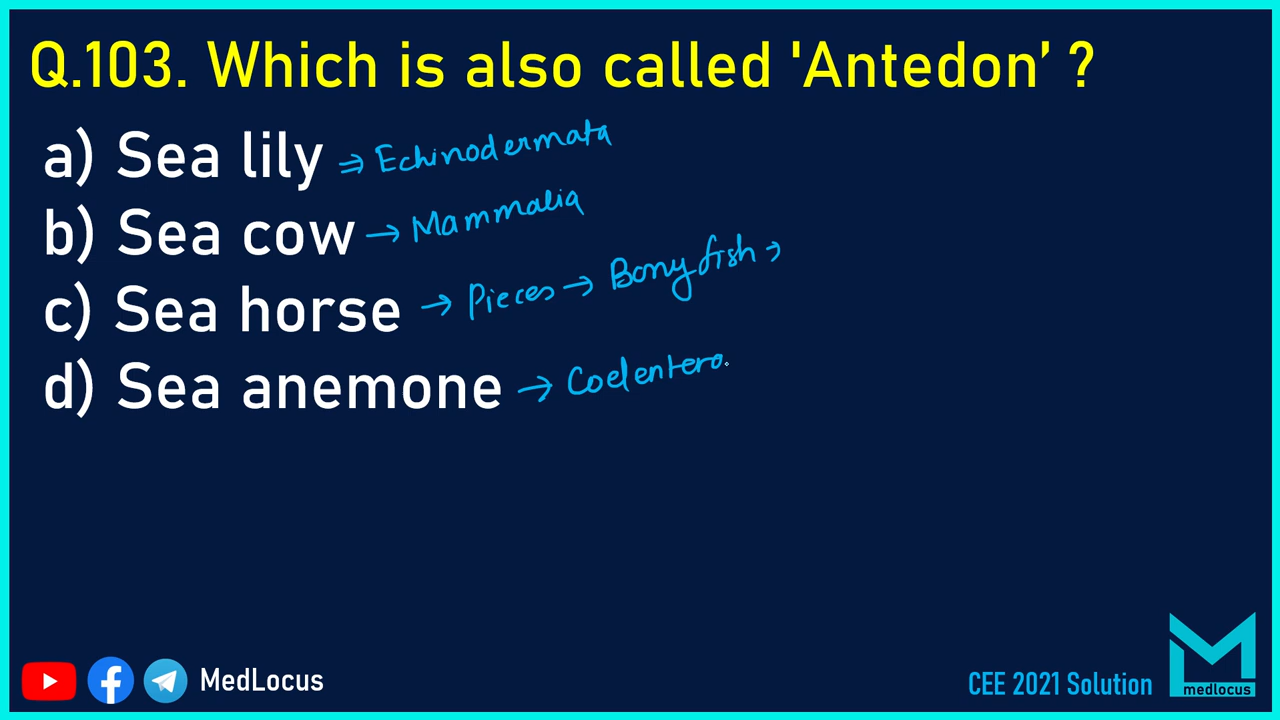 Q.103. Which is also called 'Antedon’ ?
a) Sea lily ⇒ Echinodermata
b) Sea cow → Mammalia
c) Sea horse → Pieces → Bony fish →
d) Sea anemone → Coelentero
MedLocus
CEE 2021 Solution
medlocus